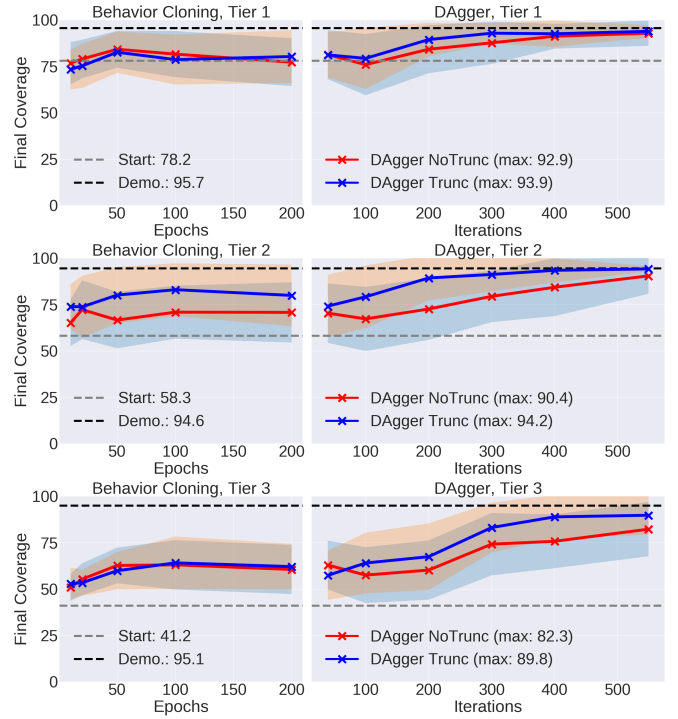 Behavior Cloning, Tier 1
DAgger, Tier 1
Final Coverage
100
75
50
25
0
Start: 78.2
Demo.: 95.7
DAgger NoTrunc (max: 92.9)
DAgger Trunc (max: 93.9)
50 100 150 200
Epochs
100 200 300 400 500
Iterations
Behavior Cloning, Tier 2
DAgger, Tier 2
Final Coverage
100
75
50
25
0
Start: 58.3
Demo.: 94.6
DAgger NoTrunc (max: 90.4)
DAgger Trunc (max: 94.2)
50 100 150 200
Epochs
100 200 300 400 500
Iterations
Behavior Cloning, Tier 3
DAgger, Tier 3
Final Coverage
100
75
50
25
0
Start: 41.2
Demo.: 95.1
DAgger NoTrunc (max: 82.3)
DAgger Trunc (max: 89.8)
50 100 150 200
Epochs
100 200 300 400 500
Iterations